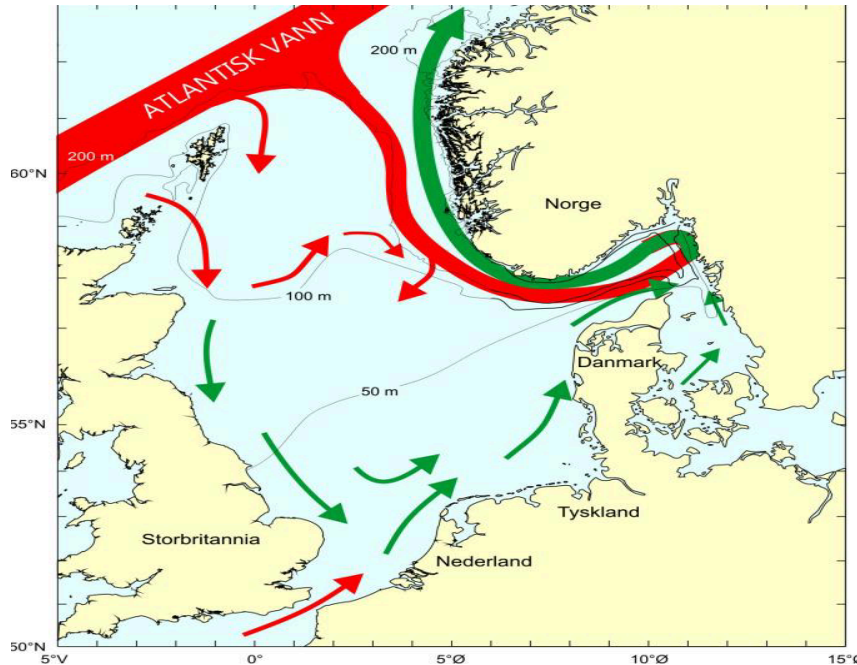 200 m
ATLANTISK VANN
200 m
60°N
Norge
100 m
Danmark
50 m
55°N
Tyskland
Storbritannia
Nederland
50°N
5°V
0°
5°Ø
10°Ø
15°Ø